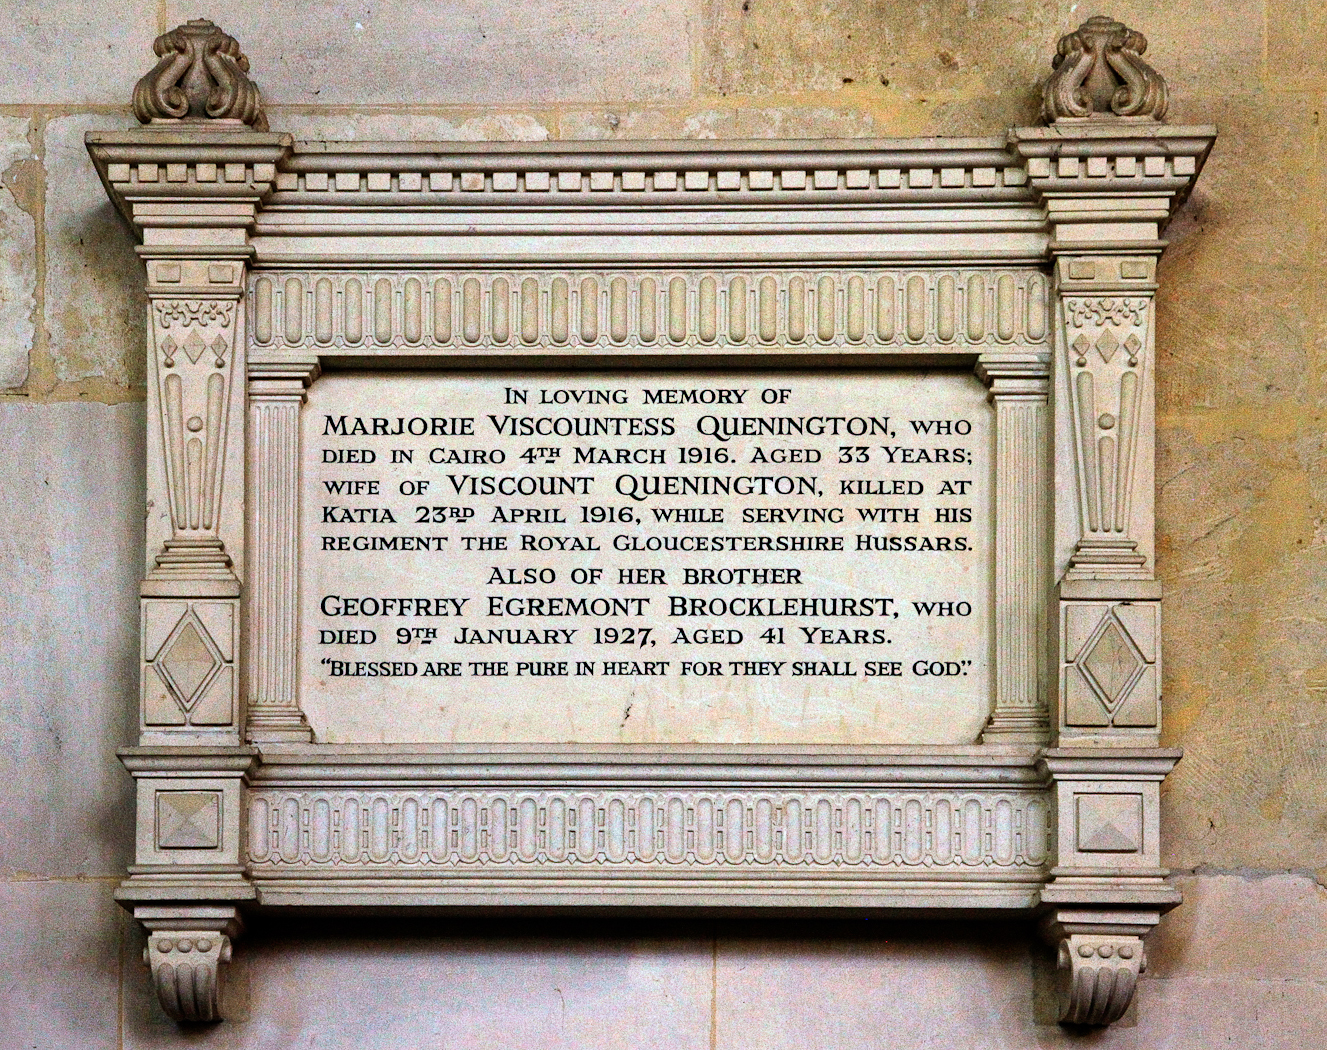 IN LOVING MEMORY OF
MARJORIE VISCOUNTESS QUENINGTON, WHO
DIED IN CAIRO 4TH MARCH 1916. AGED 33 YEARS;
WIFE OF VISCOUNT QUENINGTON, KILLED AT
KATIA 23RD APRIL 1916, WHILE SERVING WITH HIS
REGIMENT THE ROYAL GLOUCESTERSHIRE HUSSARS.
ALSO OF HER BROTHER
GEOFFREY EGREMONT BROCKLEHURST, WHO
DIED 9TH JANUARY 1927, AGED 41 YEARS.
“BLESSED ARE THE PURE IN HEART FOR THEY SHALL SEE GOD.”